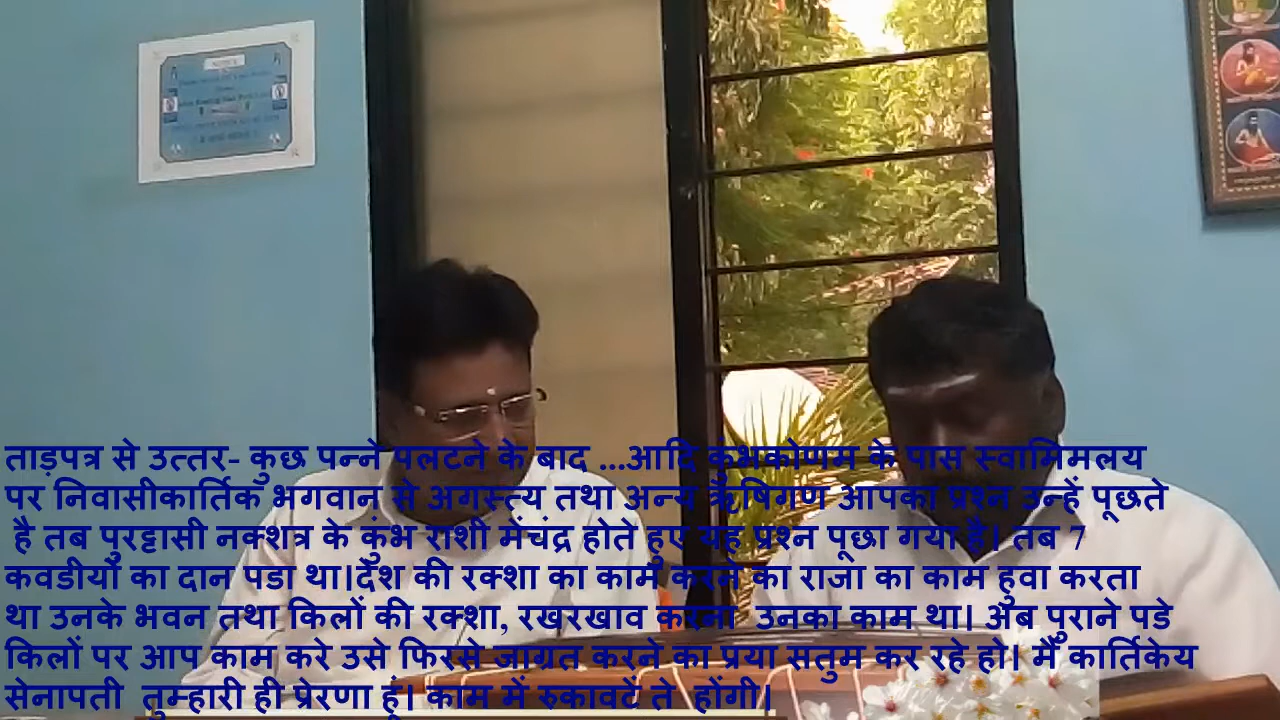 ताड़पत्र से उत्तर- कुछ पन्ने पलटने के बाद ...आदि कुंभकोणम के पास स्वामिमलय
पर निवासीकार्तिक भगवान से अगस्त्य तथा अन्य ऋषिगण आपका प्रश्न उन्हें पूछते
है तब पुरट्टासी नक्शत्र के कुंभ राशी मेंचंद्र होते हुए यह प्रश्न पूछा गया है। तब 7
कवडीयों का दान पडा था।देश की रक्शा का काम करने का राजा का काम हुवा करता
था उनके भवन तथा किलों की रक्शा, रखरखाव करना उनका काम था। अब पुराने पडे
किलों पर आप काम करे उसे फिरसे जाग्रत करने का प्रया सतुम कर रहे हो। मैं कार्तिकेय
सेनापती तुम्हारी ही प्रेरणा हूं। काम में रुकावटें ते होंगी।